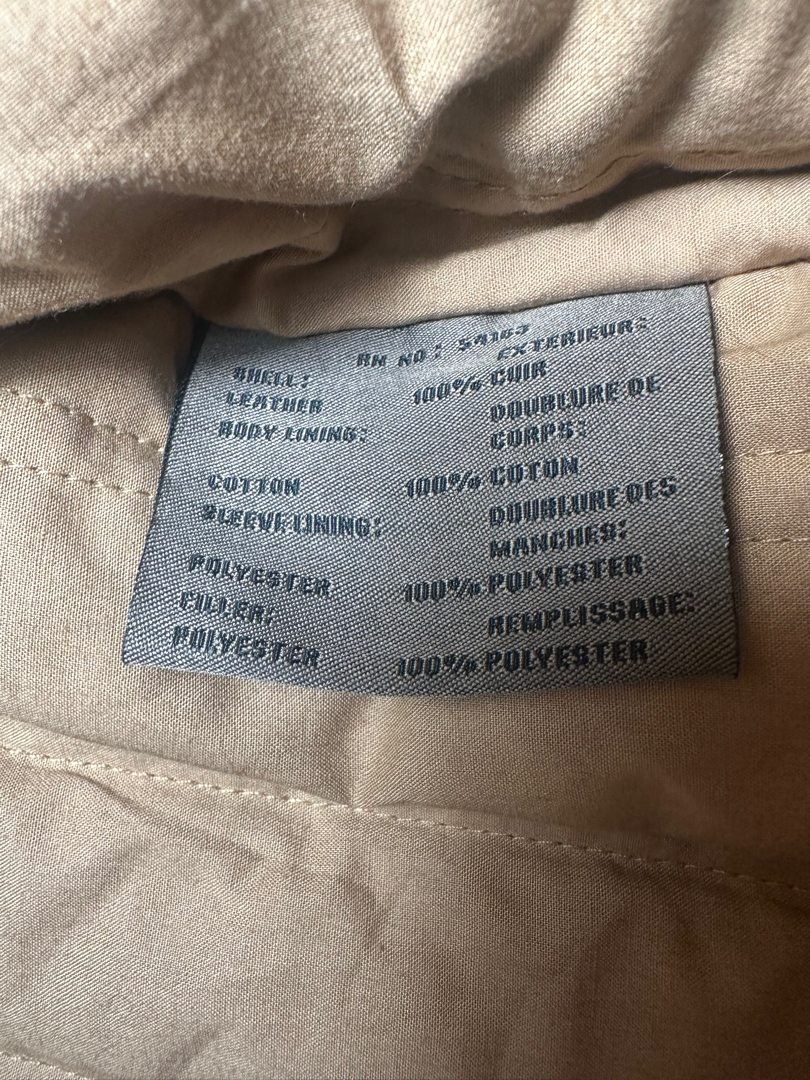 RN NO: 54163
SHELL: EXTERIEUR:
LEATHER 100% CUIR
BODY LINING: DOUBLURE DE
CORPS:
COTTON 100% COTON
SLEEVE LINING: DOUBLURE DES
MANCHES:
POLYESTER 100% POLYESTER
FILLER: REMPLISSAGE:
POLYESTER 100% POLYESTER